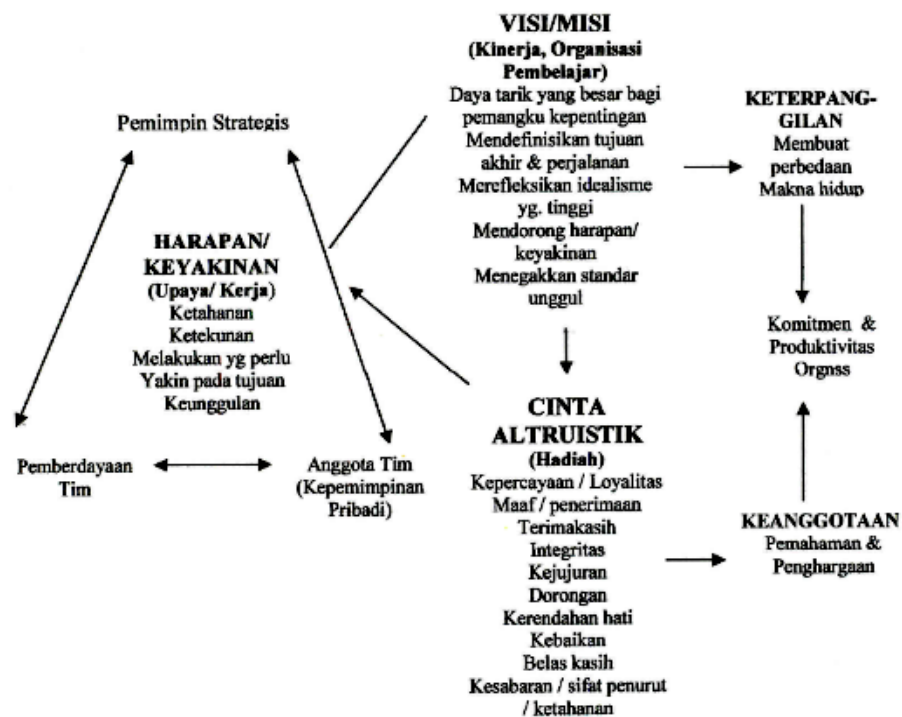 VISI/MISI
(Kinerja, Organisasi
Pembelajar)
Daya tarik yang besar bagi
pemangku kepentingan
Mendefinisikan tujuan
akhir & perjalanan
Merefleksikan idealisme
yg. tinggi
Mendorong harapan/
keyakinan
Menegakkan standar
unggul
Pemimpin Strategis
KETERPANG-
GILAN
Membuat
perbedaan
Makna hidup
HARAPAN/
KEYAKINAN
(Upaya/ Kerja)
Ketahanan
Ketekunan
Melakukan yg perlu
Yakin pada tujuan
Keunggulan
Komitmen &
Produktivitas
Orgnss
Pemberdayaan
Tim
Anggota Tim
(Kepemimpinan
Pribadi)
CINTA
ALTRUISTIK
(Hadiah)
Kepercayaan / Loyalitas
Maaf / penerimaan
Terimakasih
Integritas
Kejujuran
Dorongan
Kerendahan hati
Kebaikan
Belas kasih
Kesabaran / sifat penurut
/ ketahanan
KEANGGOTAAN
Pemahaman &
Penghargaan